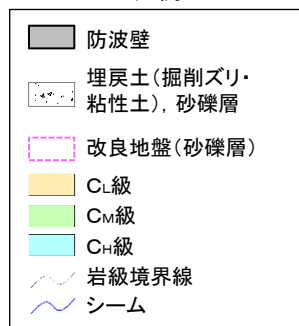 防波壁
埋戻土(掘削ズリ・
粘性土), 砂礫層
改良地盤(砂礫層)
CL級
CM級
CH級
岩級境界線
シーム